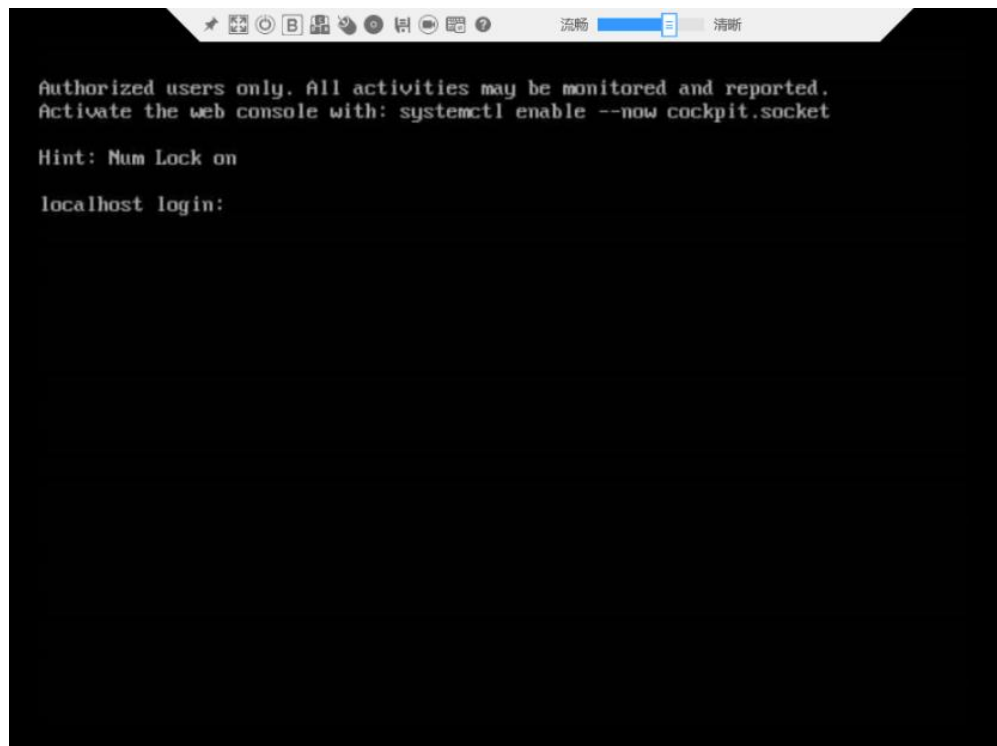 B 流畅 清晰
Authorized users only. All activities may be monitored and reported.
Activate the web console with: systemctl enable --now cockpit.socket
Hint: Num Lock on
localhost login: